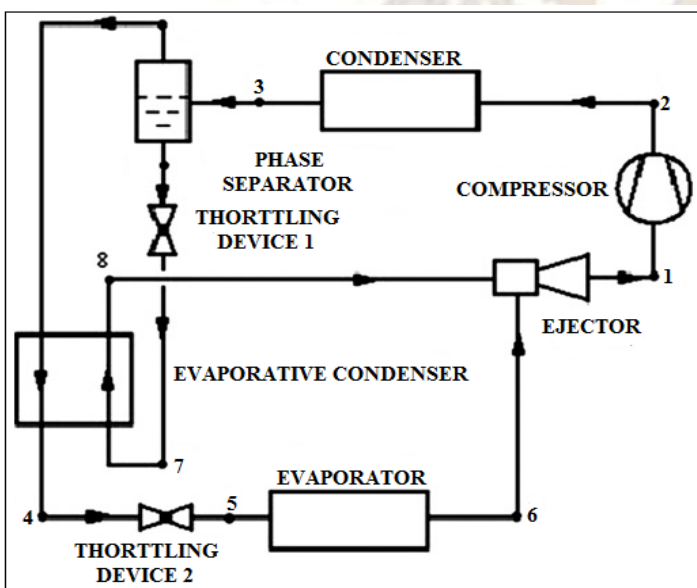 CONDENSER
3
2
PHASE
SEPARATOR
COMPRESSOR
THORTTLING
DEVICE 1
8
1
EJECTOR
EVAPORATIVE CONDENSER
7
EVAPORATOR
4
5
6
THORTTLING
DEVICE 2